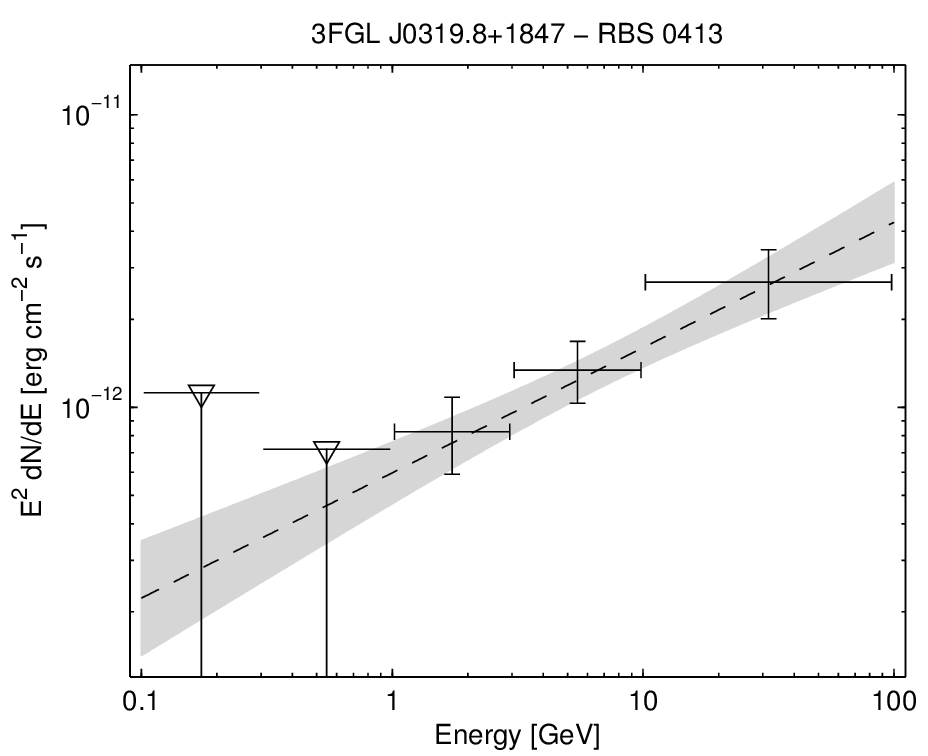 3FGL J0319.8+1847 − RBS 0413
10⁻¹¹
10⁻¹²
E² dN/dE [erg cm⁻² s⁻¹]
0.1 1 10 100
Energy [GeV]